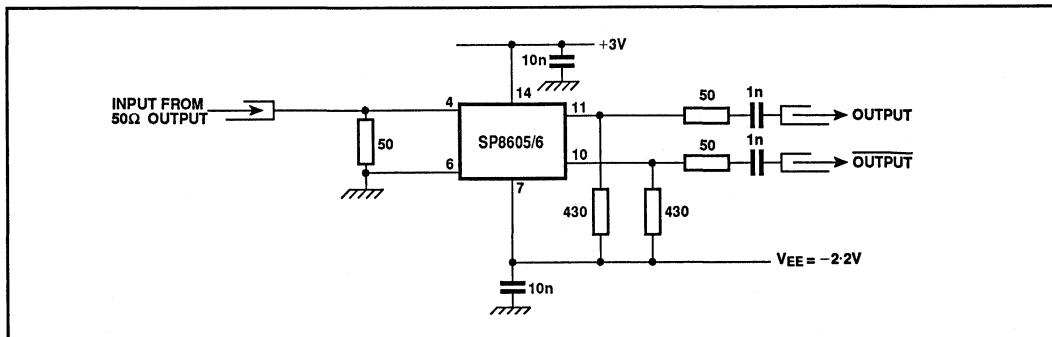 +3V
10n
14
INPUT FROM
50Ω OUTPUT
4
11
50
1n
OUTPUT
50
SP8605/6
6
10
50
1n
OUTPUT
7
430
430
VEE = −2·2V
10n